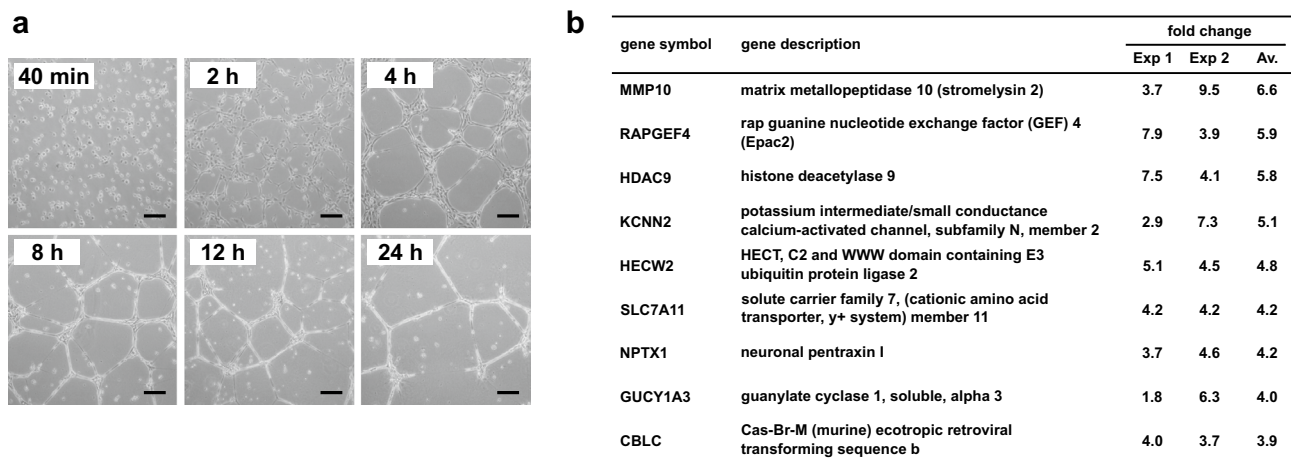 a
40 min
2 h
4 h
8 h
12 h
24 h
b
gene symbol gene description fold change
Exp 1 Exp 2 Av.
MMP10 matrix metallopeptidase 10 (stromelysin 2) 3.7 9.5 6.6
RAPGEF4 rap guanine nucleotide exchange factor (GEF) 4
(Epac2) 7.9 3.9 5.9
HDAC9 histone deacetylase 9 7.5 4.1 5.8
KCNN2 potassium intermediate/small conductance
calcium-activated channel, subfamily N, member 2 2.9 7.3 5.1
HECW2 HECT, C2 and WWW domain containing E3
ubiquitin protein ligase 2 5.1 4.5 4.8
SLC7A11 solute carrier family 7, (cationic amino acid
transporter, y+ system) member 11 4.2 4.2 4.2
NPTX1 neuronal pentraxin I 3.7 4.6 4.2
GUCY1A3 guanylate cyclase 1, soluble, alpha 3 1.8 6.3 4.0
CBLC Cas-Br-M (murine) ecotropic retroviral
transforming sequence b 4.0 3.7 3.9